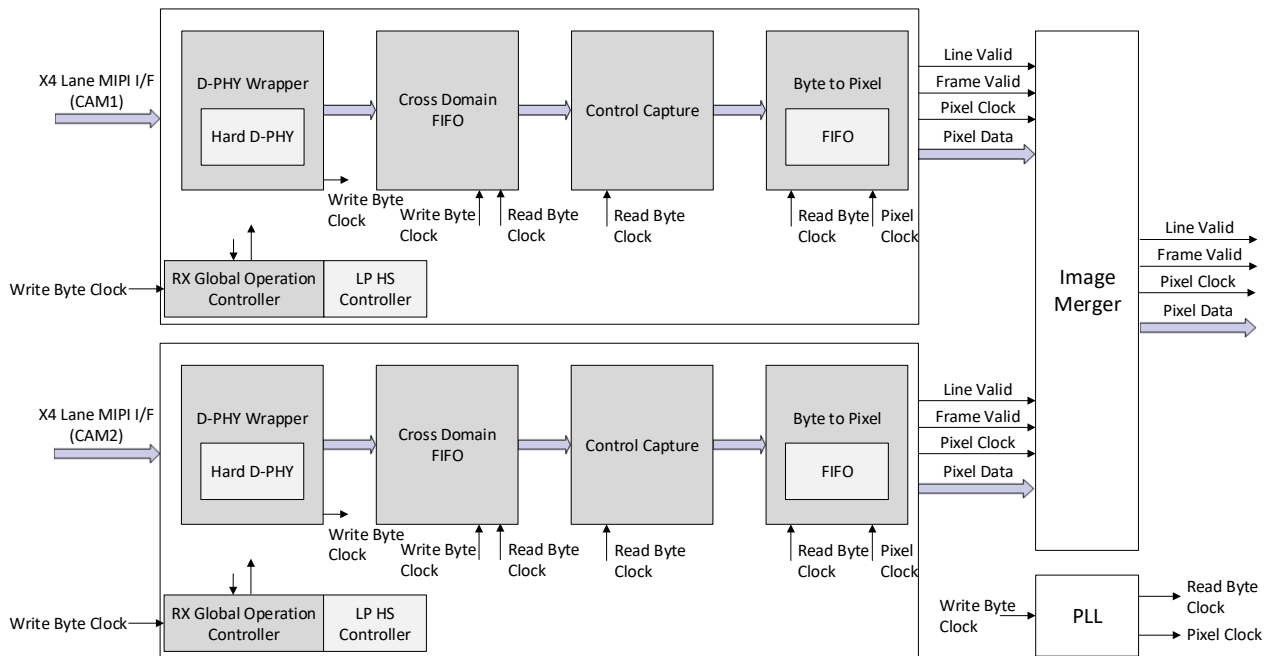 X4 Lane MIPI I/F
(CAM1)
D-PHY Wrapper
Hard D-PHY
Write Byte
Clock
Cross Domain
FIFO
Write Byte
Clock
Read Byte
Clock
Control Capture
Read Byte
Clock
Byte to Pixel
FIFO
Read Byte
Clock
Pixel
Clock
Line Valid
Frame Valid
Pixel Clock
Pixel Data
Write Byte Clock
RX Global Operation
Controller
LP HS
Controller
Image
Merger
Line Valid
Frame Valid
Pixel Clock
Pixel Data
X4 Lane MIPI I/F
(CAM2)
D-PHY Wrapper
Hard D-PHY
Write Byte
Clock
Cross Domain
FIFO
Write Byte
Clock
Read Byte
Clock
Control Capture
Read Byte
Clock
Byte to Pixel
FIFO
Read Byte
Clock
Pixel
Clock
Line Valid
Frame Valid
Pixel Clock
Pixel Data
Write Byte Clock
RX Global Operation
Controller
LP HS
Controller
Write Byte
Clock
PLL
Read Byte
Clock
Pixel Clock